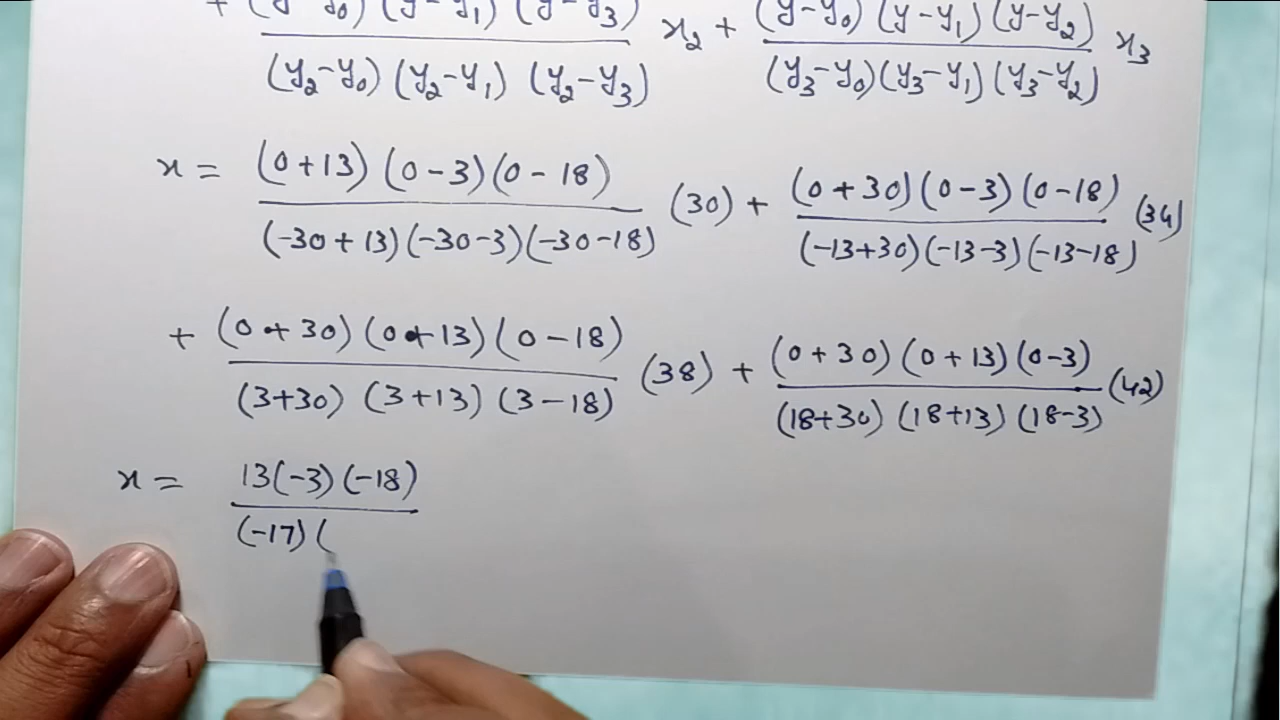 + (y-y₀) (y-y₁) (y-y₃) / (y₂-y₀) (y₂-y₁) (y₂-y₃) x₂ + (y-y₀) (y-y₁) (y-y₂) / (y₃-y₀)(y₃-y₁)(y₃-y₂) x₃
x = (0+13) (0-3)(0-18) / (-30+13)(-30-3)(-30-18) (30) + (0+30)(0-3)(0-18) / (-13+30)(-13-3)(-13-18) (34)
+ (0+30) (0+13) (0-18) / (3+30) (3+13) (3-18) (38) + (0+30) (0+13) (0-3) / (18+30) (18+13) (18-3) (42)
x = 13(-3)(-18) / (-17) (